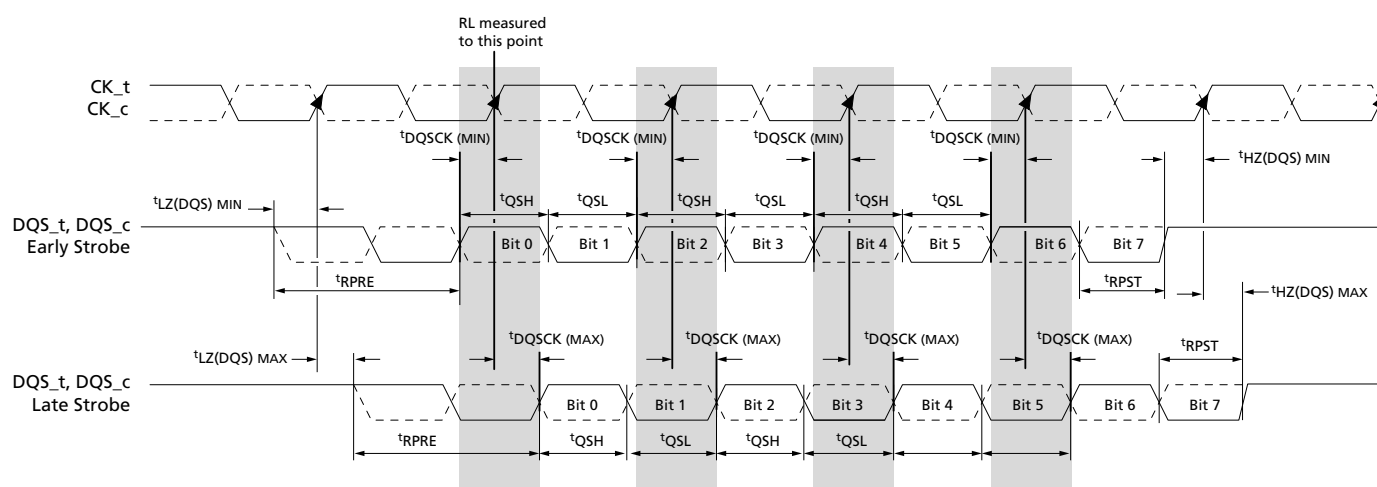 RL measured
to this point
CK_t
CK_c
tDQSCK (MIN) tDQSCK (MIN) tDQSCK (MIN) tDQSCK (MIN)
tHZ(DQS) MIN
tLZ(DQS) MIN
tQSH tQSL tQSH tQSL tQSH tQSL
DQS_t, DQS_c
Early Strobe
Bit 0 Bit 1 Bit 2 Bit 3 Bit 4 Bit 5 Bit 6 Bit 7
tRPRE
tRPST
tHZ(DQS) MAX
tLZ(DQS) MAX
tDQSCK (MAX) tDQSCK (MAX) tDQSCK (MAX) tDQSCK (MAX)
tRPST
DQS_t, DQS_c
Late Strobe
Bit 0 Bit 1 Bit 2 Bit 3 Bit 4 Bit 5 Bit 6 Bit 7
tRPRE tQSH tQSL tQSH tQSL